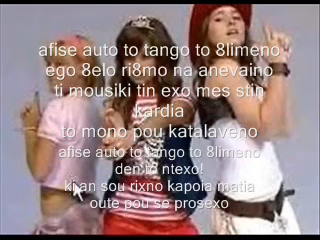 afise auto to tango to 8limeno
ego 8elo ri8mo na anevaino
ti mousiki tin exo mes stin
kardia
to mono pou katalaveno
afise auto to tango to 8limeno
den to ntexo!
ki an sou rixno kapoia matia
oute pou se prosexo